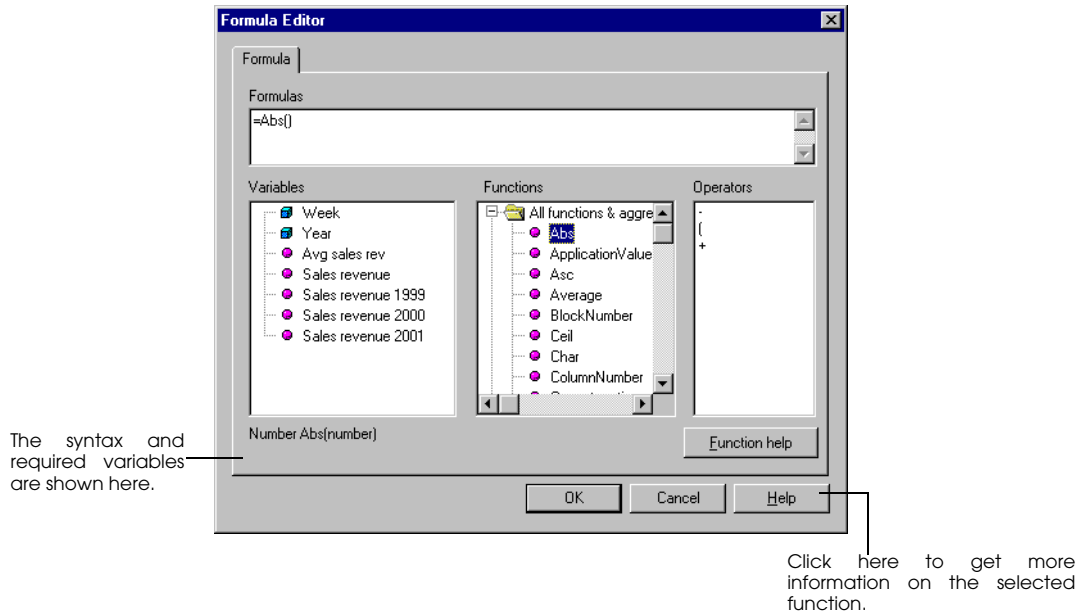 Formula Editor
Formula
Formulas
=Abs()
Variables
Week
Year
Avg sales rev
Sales revenue
Sales revenue 1999
Sales revenue 2000
Sales revenue 2001
Functions
All functions & aggre
Abs
ApplicationValue
Asc
Average
BlockNumber
Ceil
Char
ColumnNumber
Operators
-
(
+
Number Abs(number)
Function help
OK
Cancel
Help
The syntax and
required variables
are shown here.
Click here to get more
information on the selected
function.